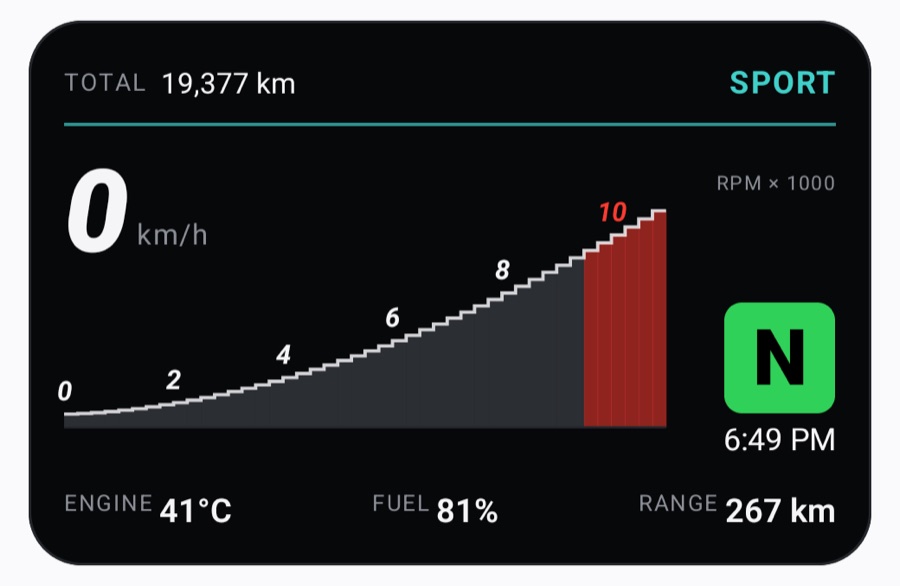 TOTAL 19,377 km
SPORT
0 km/h
RPM × 1000
10
8
6
4
2
0
N
6:49 PM
ENGINE 41°C
FUEL 81%
RANGE 267 km